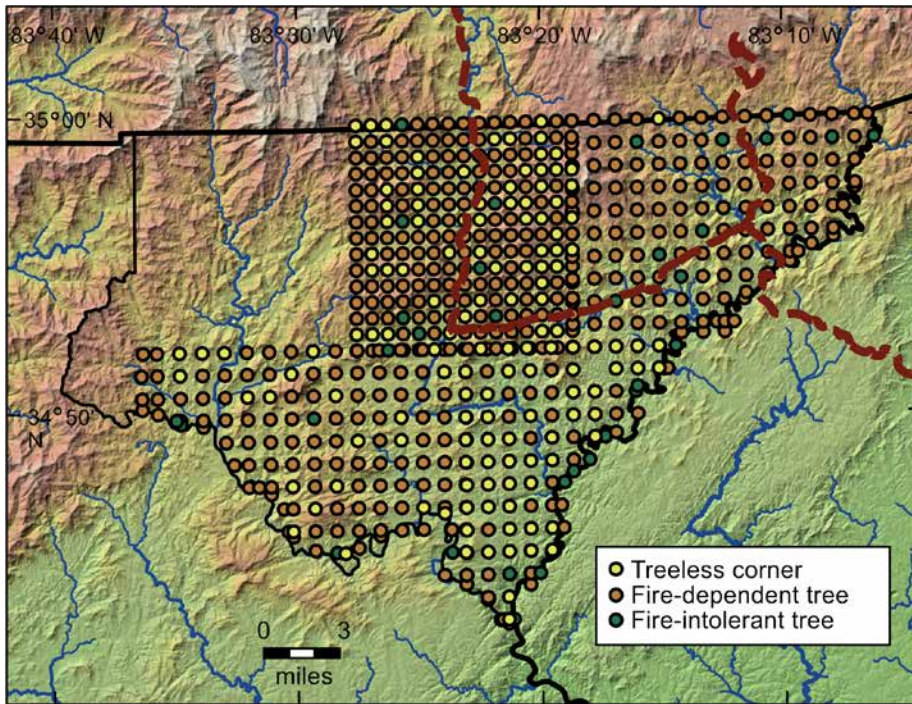 83°40' W
83°30' W
83°20' W
83°10' W
35°00' N
34°50'
N
Treeless corner
Fire-dependent tree
Fire-intolerant tree
0 3
miles